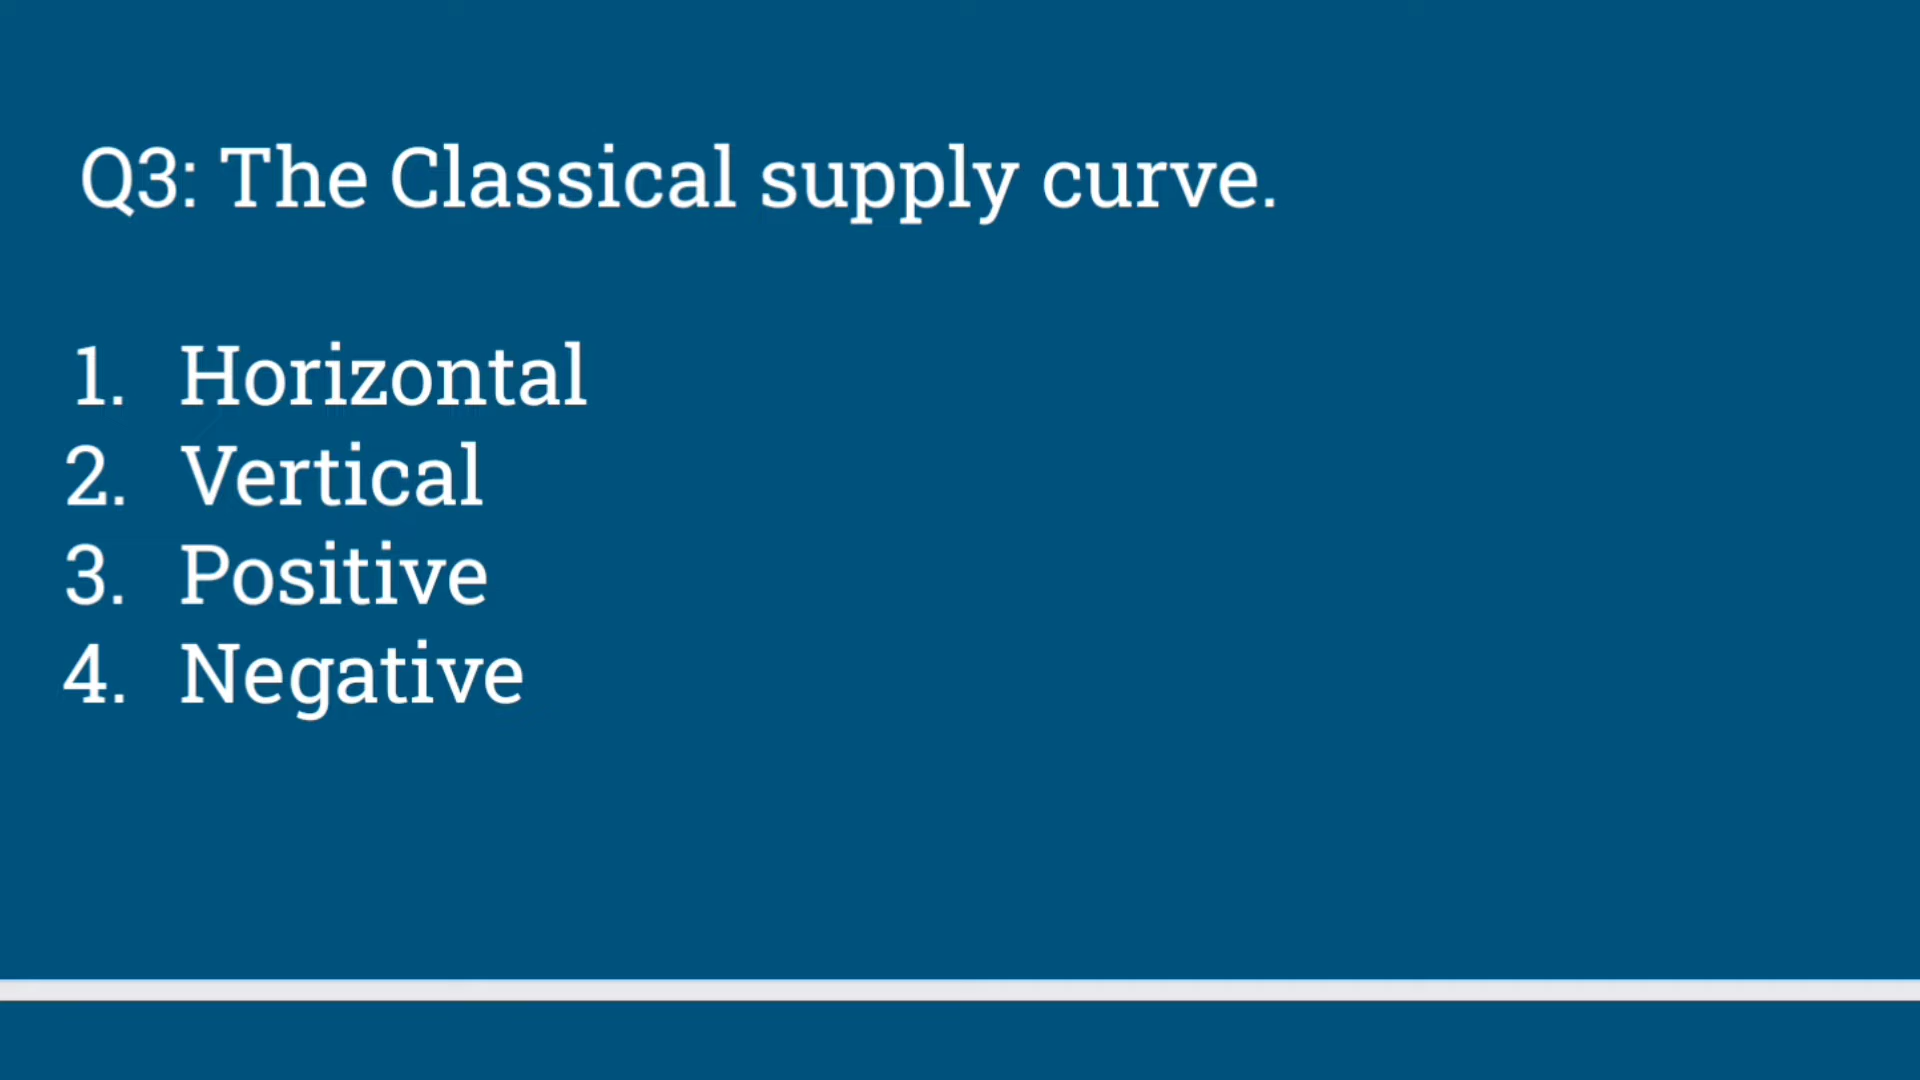 Q3: The Classical supply curve.
1. Horizontal
2. Vertical
3. Positive
4. Negative